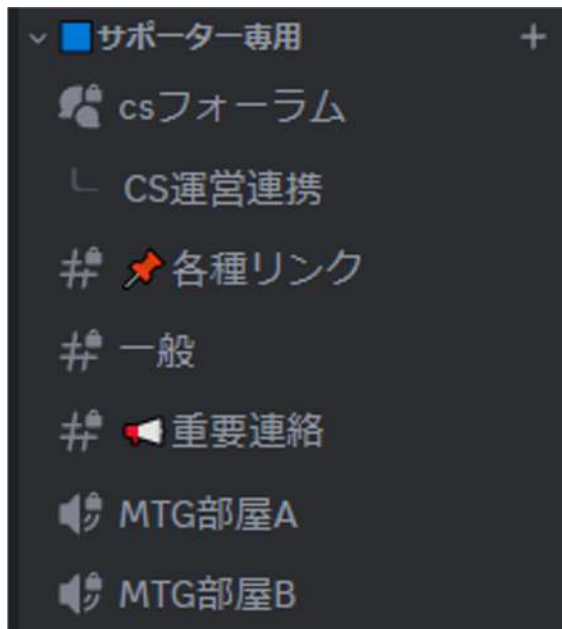 サポーター専用
csフォーラム
CS運営連携
各種リンク
一般
重要連絡
MTG部屋A
MTG部屋B